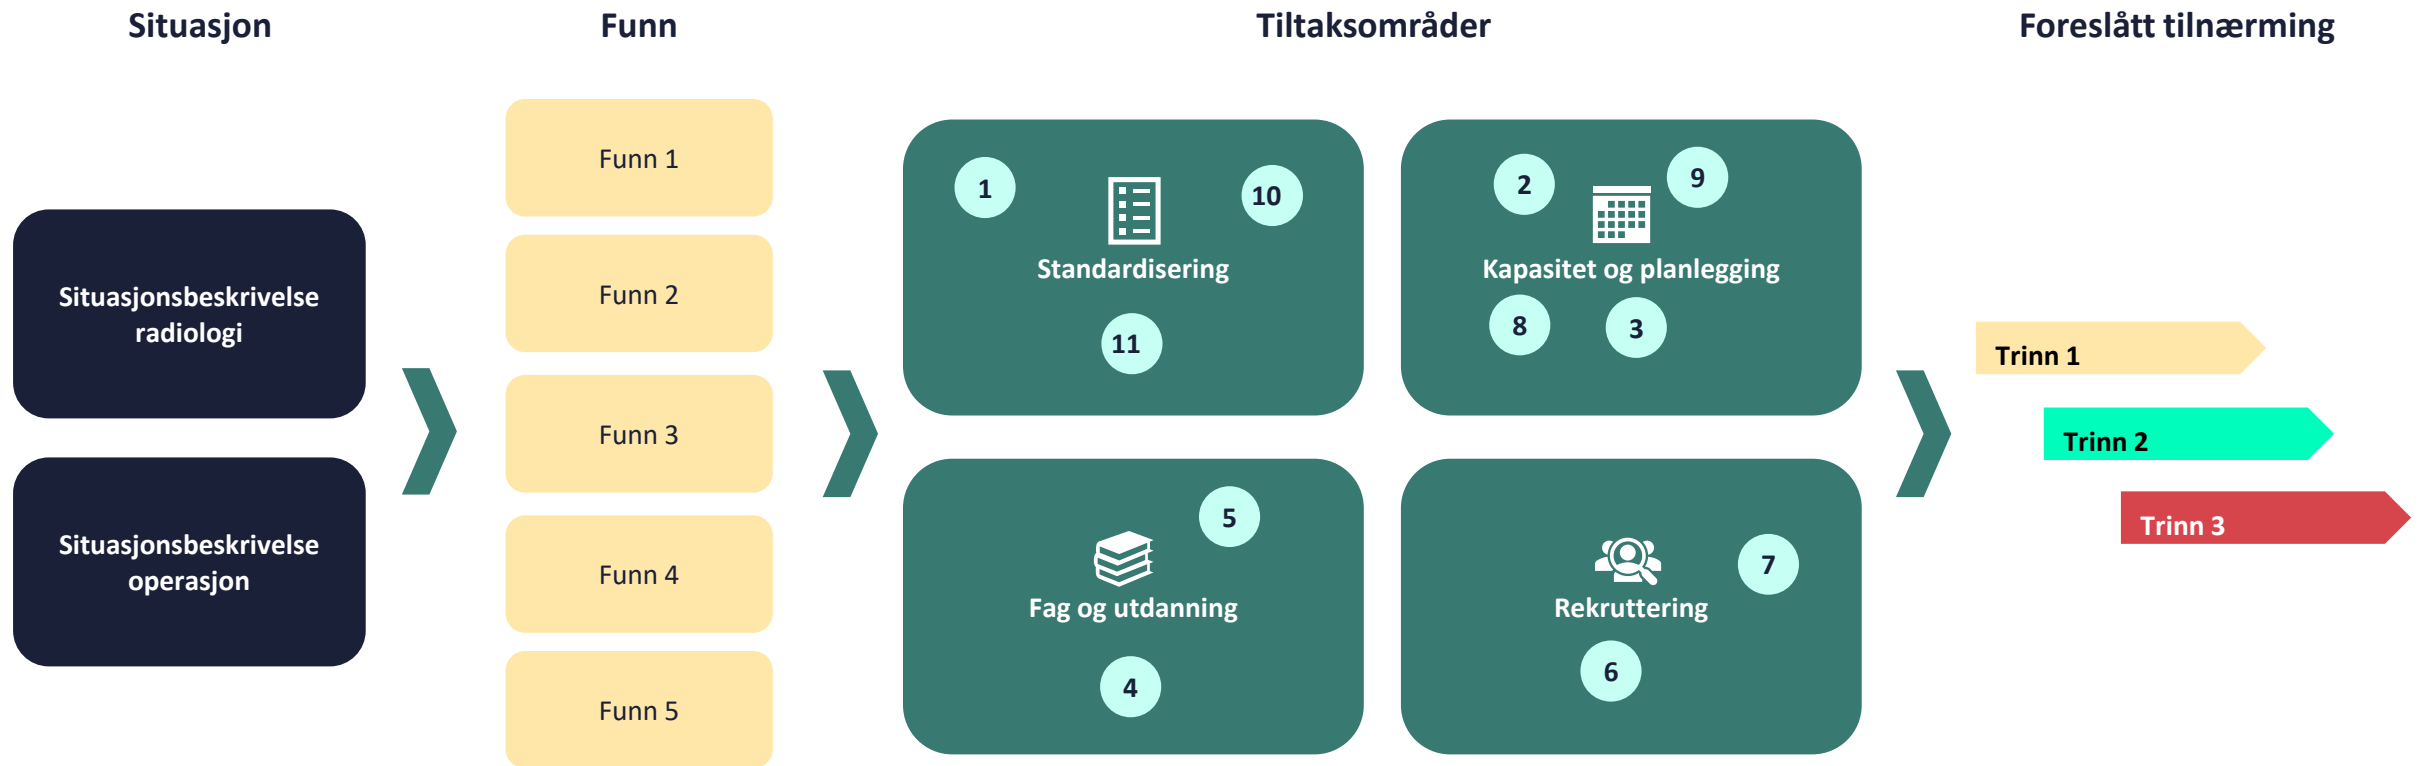 Situasjon
Funn
Tiltaksområder
Foreslått tilnærming
Situasjonsbeskrivelse
radiologi
Situasjonsbeskrivelse
operasjon
Funn 1
Funn 2
Funn 3
Funn 4
Funn 5
1
10
Standardisering
11
2
9
Kapasitet og planlegging
8
3
5
Fag og utdanning
4
7
Rekruttering
6
Trinn 1
Trinn 2
Trinn 3